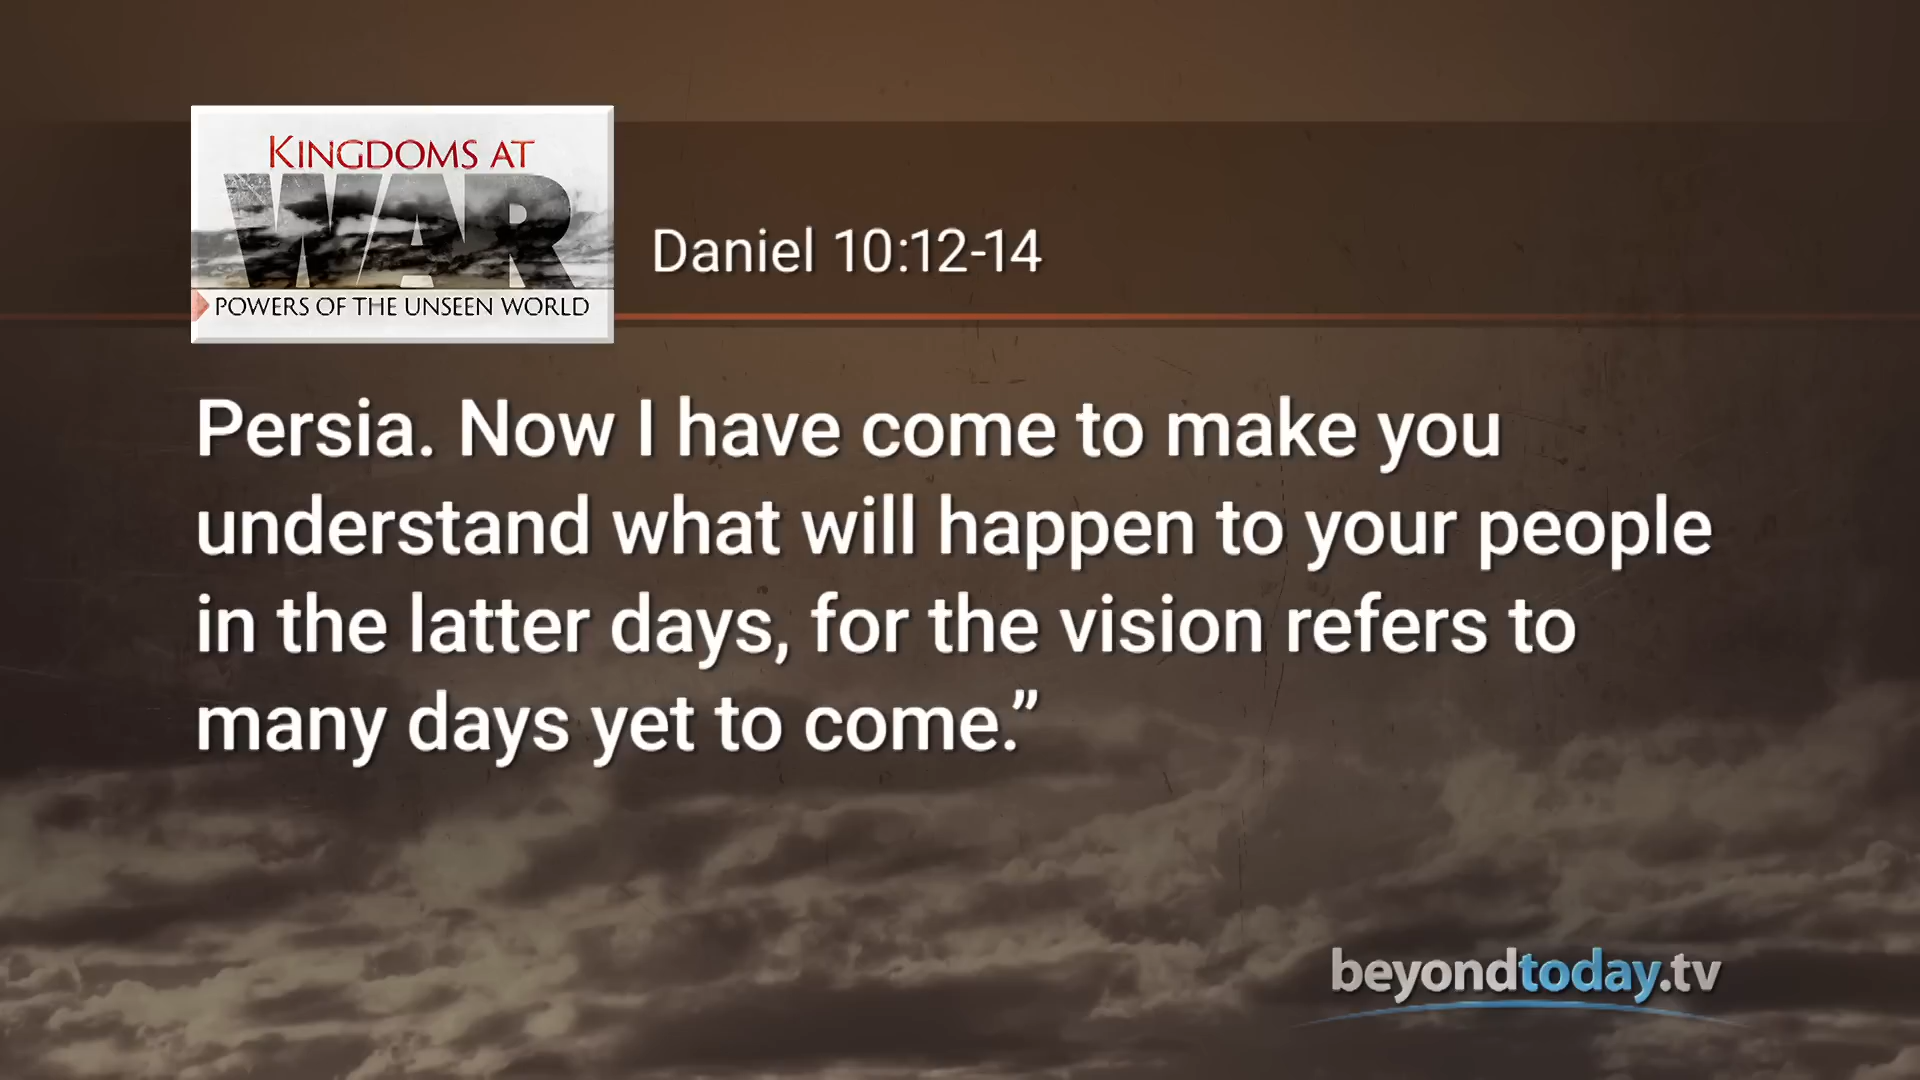 KINGDOMS AT
WAR
POWERS OF THE UNSEEN WORLD
Daniel 10:12-14
Persia. Now I have come to make you
understand what will happen to your people
in the latter days, for the vision refers to
many days yet to come.”
beyondtoday.tv